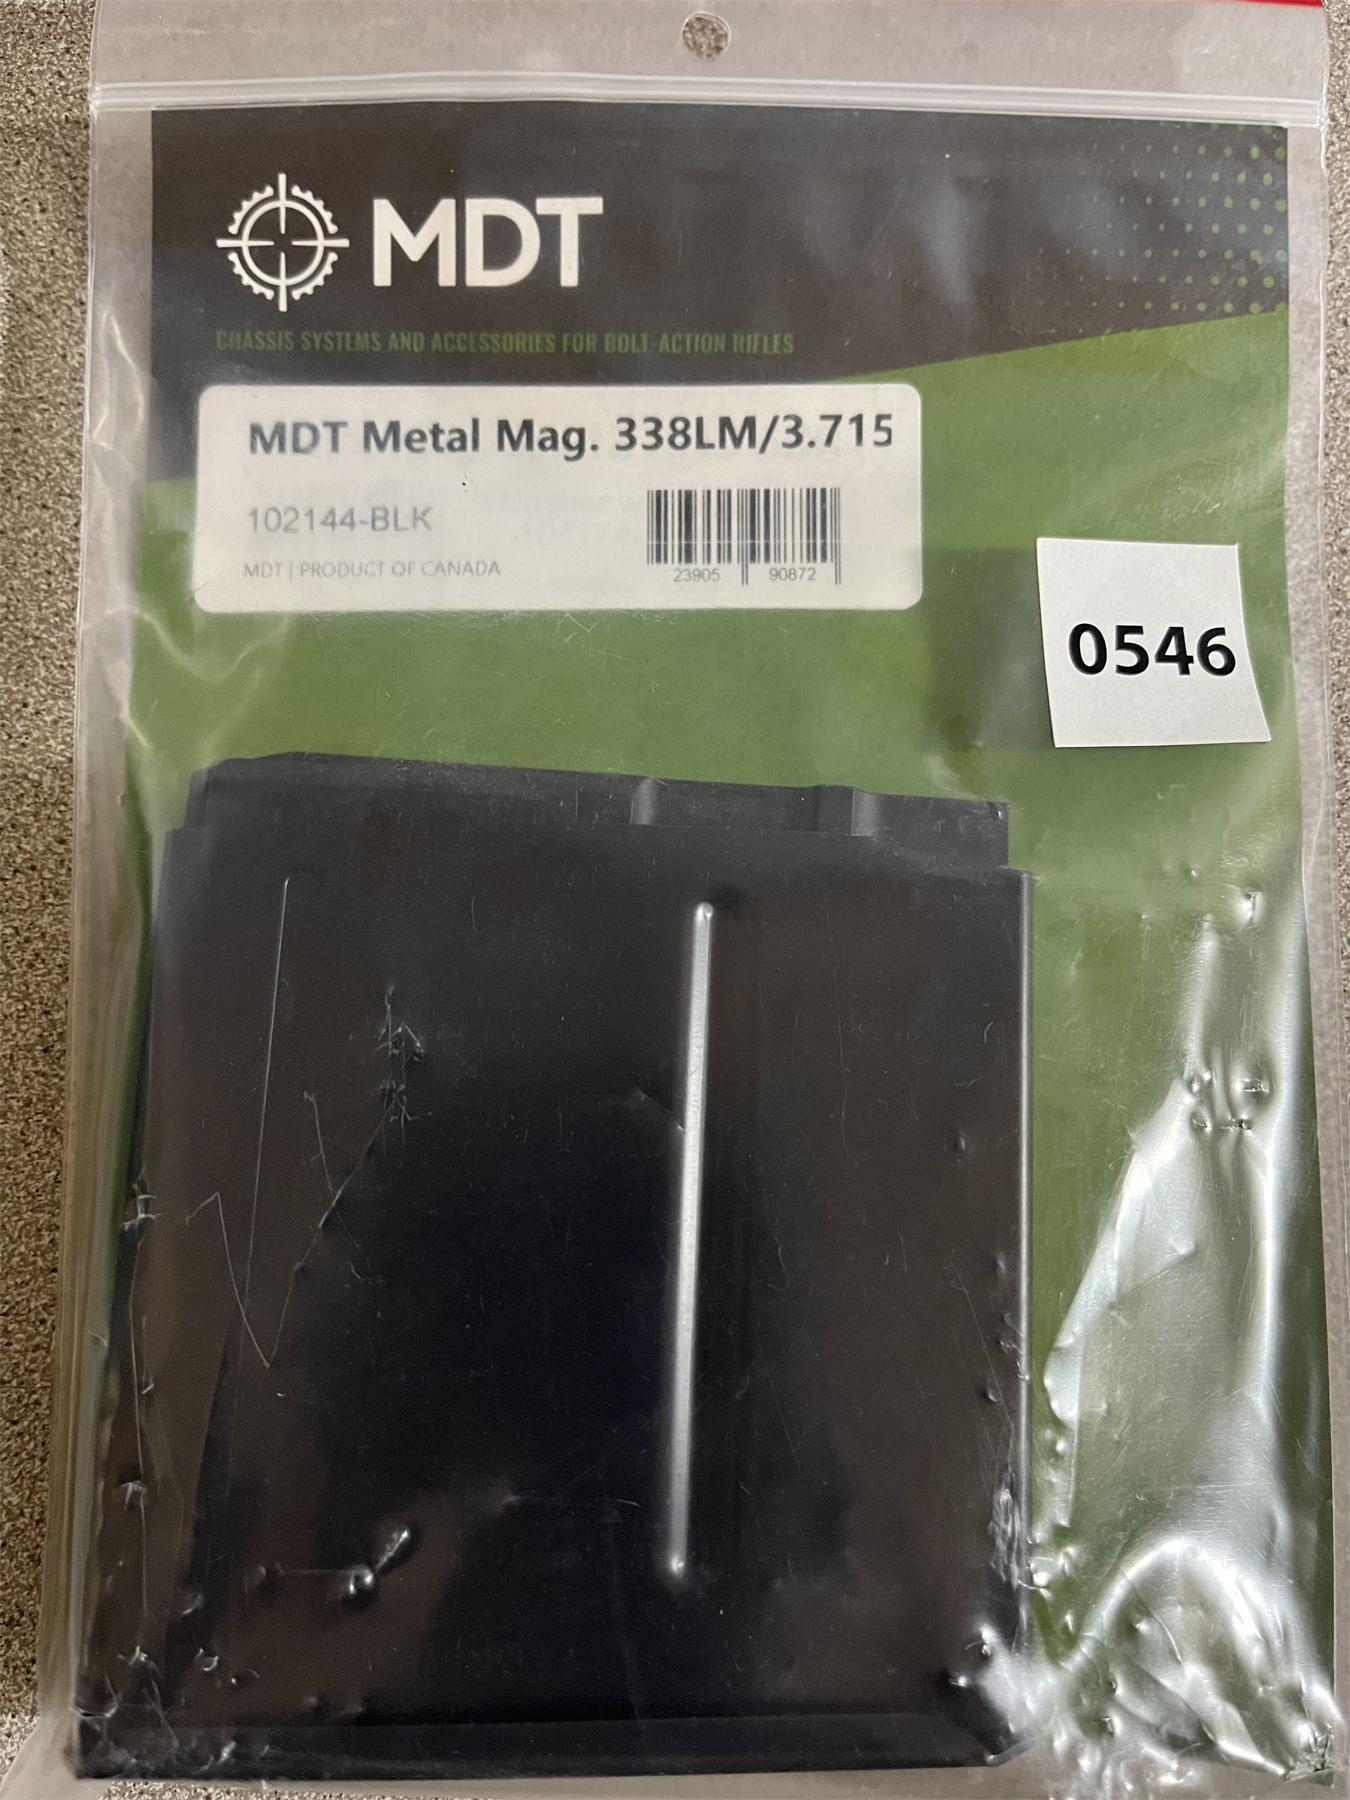 MDT
CHASSIS SYSTEMS AND ACCESSORIES FOR BOLT-ACTION RIFLES
MDT Metal Mag. 338LM/3.715
102144-BLK
MDT | PRODUCT OF CANADA
23905 90872
0546